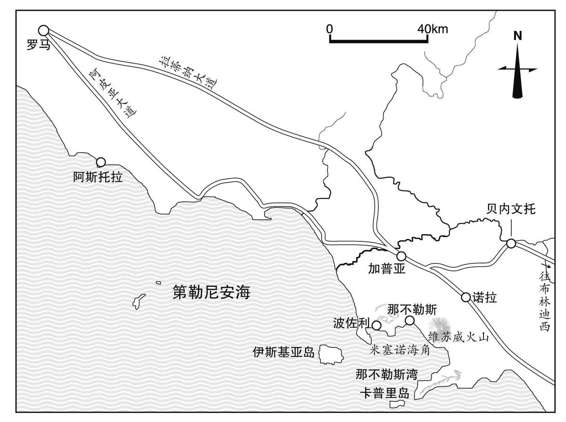 0 40km
N
罗马
拉蒂纳大道
阿皮亚大道
阿斯托拉
贝内文托
加普亚
往布林迪西
第勒尼安海
诺拉
那不勒斯
波佐利
维苏威火山
米塞诺海角
伊斯基亚岛
那不勒斯湾
卡普里岛